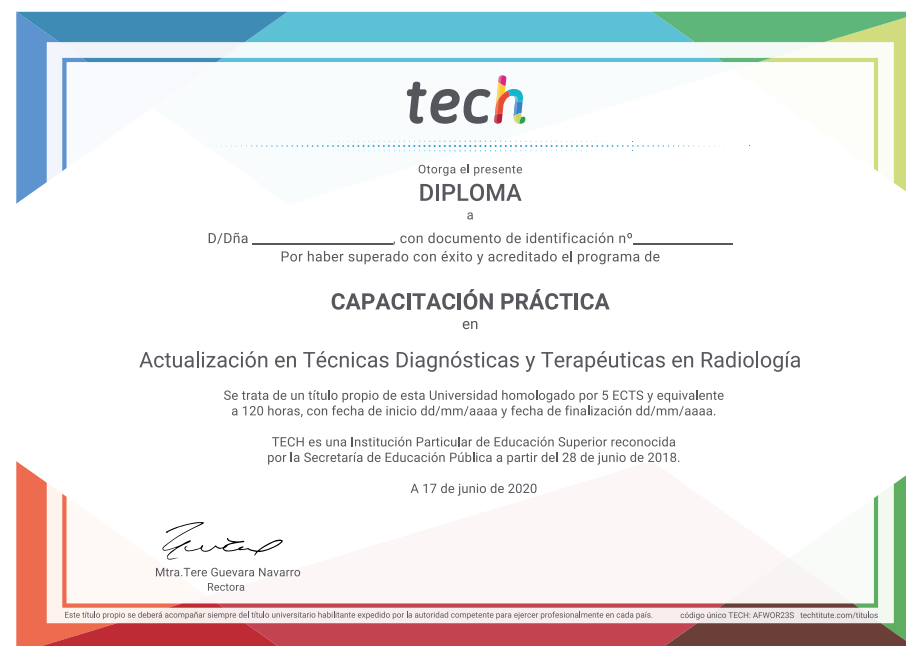 tech
Otorga el presente
DIPLOMA
a
D/Dña ____________________, con documento de identificación nº______________
Por haber superado con éxito y acreditado el programa de
CAPACITACIÓN PRÁCTICA
en
Actualización en Técnicas Diagnósticas y Terapéuticas en Radiología
Se trata de un título propio de esta Universidad homologado por 5 ECTS y equivalente
a 120 horas, con fecha de inicio dd/mm/aaaa y fecha de finalización dd/mm/aaaa.
TECH es una Institución Particular de Educación Superior reconocida
por la Secretaría de Educación Pública a partir del 28 de junio de 2018.
A 17 de junio de 2020
Mtra.Tere Guevara Navarro
Rectora
Este título propio se deberá acompañar siempre del título universitario habilitante expedido por la autoridad competente para ejercer profesionalmente en cada país. código único TECH: AFWOR23S techtitute.com/titulos